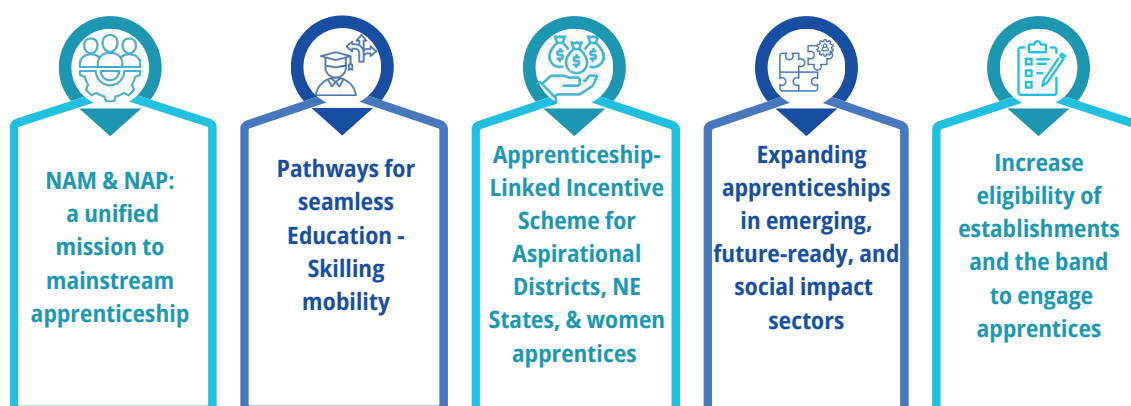 NAM & NAP:
a unified
mission to
mainstream
apprenticeship
Pathways for
seamless
Education -
Skilling
mobility
Apprenticeship-
Linked Incentive
Scheme for
Aspirational
Districts, NE
States, & women
apprentices
Expanding
apprenticeships
in emerging,
future-ready, and
social impact
sectors
Increase
eligibility of
establishments
and the band
to engage
apprentices